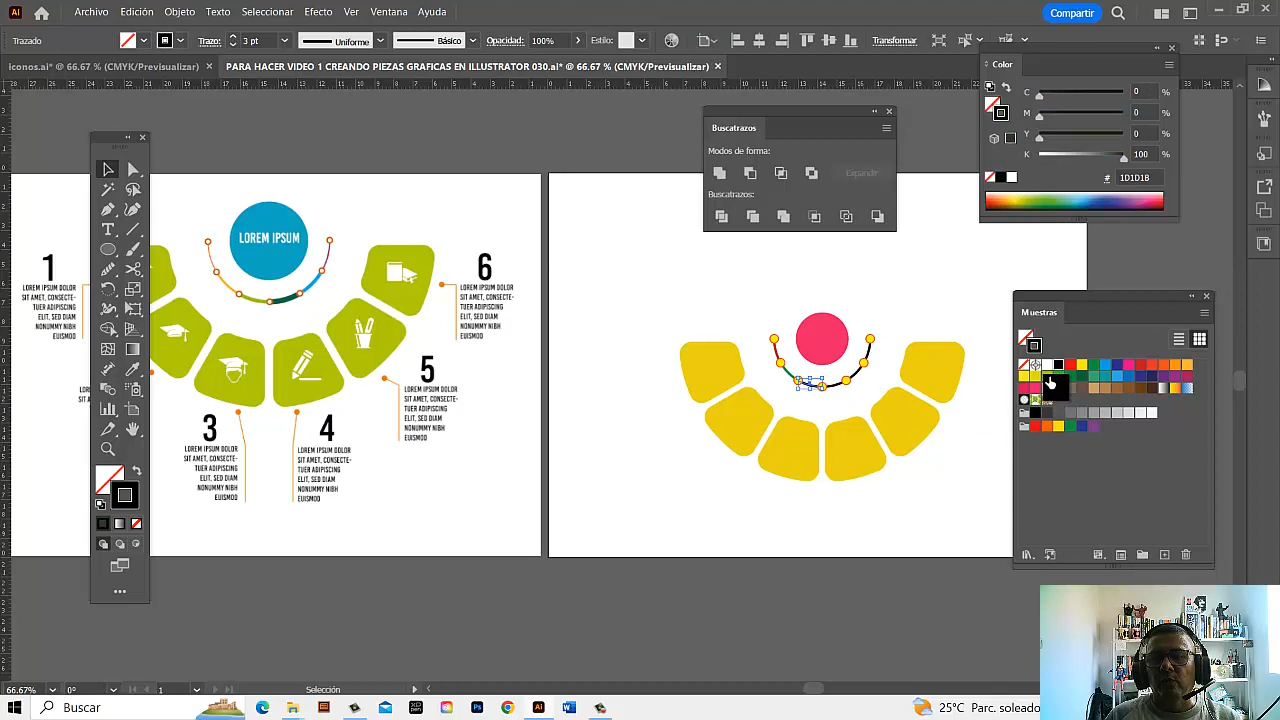 Ai Archivo Edición Objeto Texto Seleccionar Efecto Ver Ventana Ayuda Compartir
Trazado Trazo: 3 pt Uniforme Básico Opacidad: 100% Estilo: Transformar
iconos.ai* @ 66.67 % (CMYK/Previsualizar) × PARA HACER VIDEO 1 CREANDO PIEZAS GRAFICAS EN ILLUSTRATOR 030.ai* @ 66.67 % (CMYK/Previsualizar) ×
Color
C 0 %
M 0 %
Y 0 %
K 100 %
# 1D1D1B
Buscatrazos
Modos de forma:
Expandir
Buscatrazos:
LOREM IPSUM
1
LOREM IPSUM DOLOR
SIT AMET, CONSECTE-
TUER ADIPISCING
ELIT, SED DIAM
NONUMMY NIBH
EUISMOD
6
LOREM IPSUM DOLOR
SIT AMET, CONSECTE-
TUER ADIPISCING
ELIT, SED DIAM
NONUMMY NIBH
EUISMOD
5
LOREM IPSUM DOLOR
SIT AMET, CONSECTE-
TUER ADIPISCING
ELIT, SED DIAM
NONUMMY NIBH
EUISMOD
3
LOREM IPSUM DOLOR
SIT AMET, CONSECTE-
TUER ADIPISCING
ELIT, SED DIAM
NONUMMY NIBH
EUISMOD
4
LOREM IPSUM DOLOR
SIT AMET, CONSECTE-
TUER ADIPISCING
ELIT, SED DIAM
NONUMMY NIBH
EUISMOD
Muestras
66.67% 0° 1 Selección
Buscar
25°C Parc. soleado